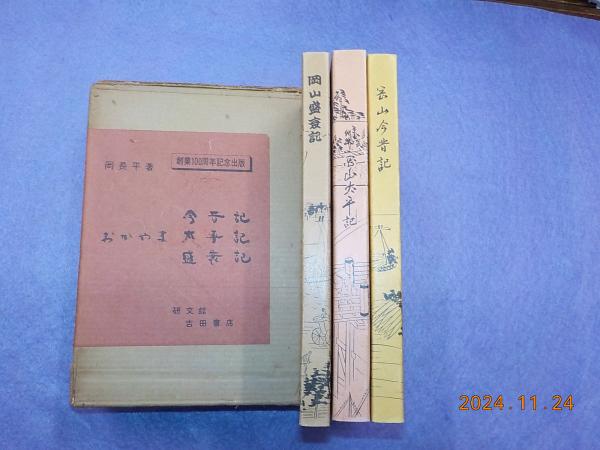 岡長平著
創業100周年記念出版
おかやま
今昔記
太平記
盛衰記
研文館
吉田書店
岡山盛衰記
岡山太平記
岡山今昔記
2024.11.24